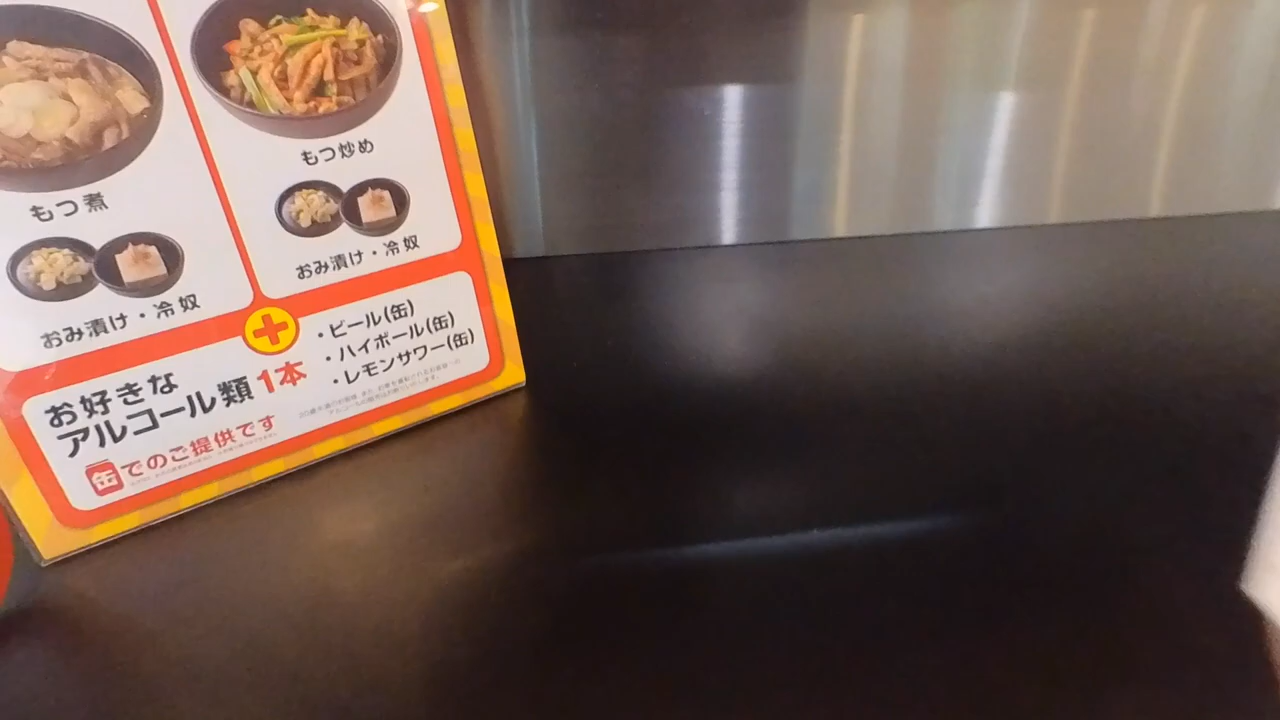 もつ炒め
もつ煮
おみ漬け・冷奴
おみ漬け・冷奴
お好きな
アルコール類1本
・ビール(缶)
・ハイボール(缶)
・レモンサワー(缶)
缶でのご提供です